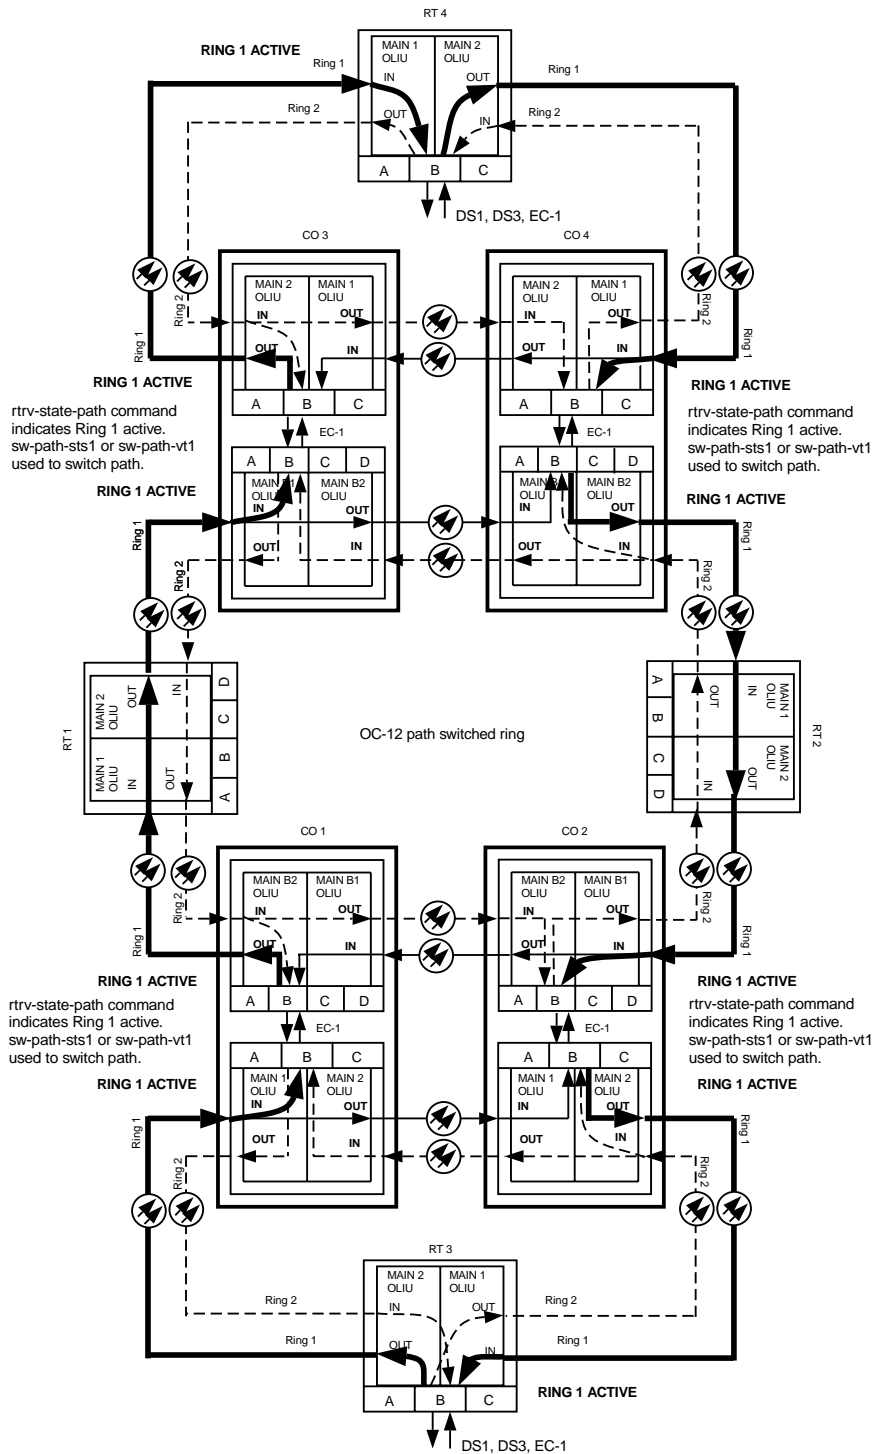 RT 4
RING 1 ACTIVE
MAIN 1 OLIU
MAIN 2 OLIU
Ring 1
IN
OUT
Ring 1
Ring 2
OUT
IN
Ring 2
A B C
DS1, DS3, EC-1
CO 3
CO 4
MAIN 2 OLIU
MAIN 1 OLIU
MAIN 2 OLIU
MAIN 1 OLIU
Ring 2
IN
OUT
IN
OUT
Ring 2
Ring 1
OUT
IN
OUT
IN
Ring 1
RING 1 ACTIVE
RING 1 ACTIVE
A B C
A B C
rtrv-state-path command
indicates Ring 1 active.
sw-path-sts1 or sw-path-vt1
used to switch path.
rtrv-state-path command
indicates Ring 1 active.
sw-path-sts1 or sw-path-vt1
used to switch path.
EC-1
EC-1
A B C D
A B C D
RING 1 ACTIVE
RING 1 ACTIVE
MAIN B1 OLIU
MAIN B2 OLIU
MAIN B1 OLIU
MAIN B2 OLIU
Ring 1
IN
OUT
IN
OUT
Ring 1
Ring 2
OUT
IN
OUT
IN
Ring 2
RT 1
MAIN 2 OLIU
OUT
IN
MAIN 1 OLIU
IN
OUT
D
C
B
A
OC-12 path switched ring
A
B
C
D
OUT
IN
MAIN 1 OLIU
IN
OUT
MAIN 2 OLIU
RT 2
CO 1
CO 2
MAIN B2 OLIU
MAIN B1 OLIU
MAIN B2 OLIU
MAIN B1 OLIU
Ring 2
IN
OUT
IN
OUT
Ring 2
Ring 1
OUT
IN
OUT
IN
Ring 1
RING 1 ACTIVE
RING 1 ACTIVE
A B C D
A B C D
rtrv-state-path command
indicates Ring 1 active.
sw-path-sts1 or sw-path-vt1
used to switch path.
rtrv-state-path command
indicates Ring 1 active.
sw-path-sts1 or sw-path-vt1
used to switch path.
EC-1
EC-1
A B C
A B C
RING 1 ACTIVE
RING 1 ACTIVE
MAIN 1 OLIU
MAIN 2 OLIU
MAIN 1 OLIU
MAIN 2 OLIU
Ring 1
IN
OUT
IN
OUT
Ring 1
Ring 2
OUT
IN
OUT
IN
Ring 2
RT 3
MAIN 2 OLIU
MAIN 1 OLIU
Ring 2
IN
OUT
Ring 2
Ring 1
OUT
IN
Ring 1
A B C
RING 1 ACTIVE
DS1, DS3, EC-1